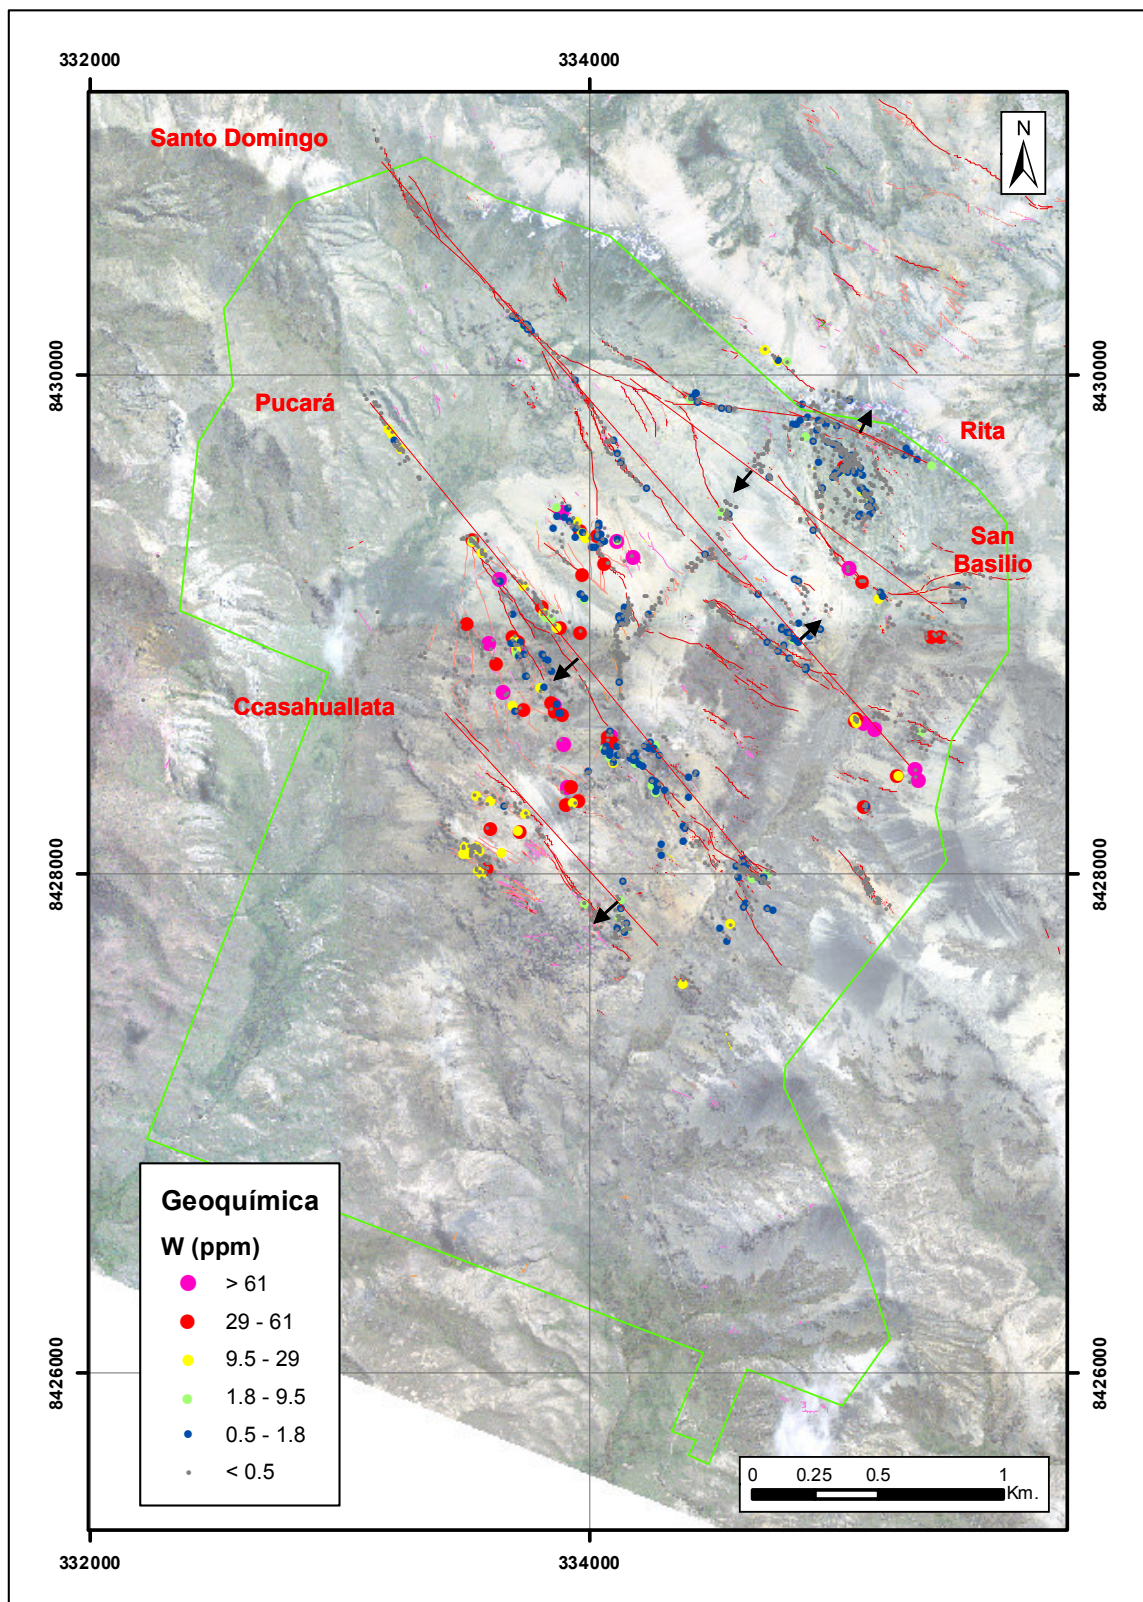 332000
334000
Santo Domingo
N
8430000
8430000
Pucará
Rita
San
Basilio
Ccasahuallata
8428000
8428000
Geoquímica
W (ppm)
> 61
29 - 61
9.5 - 29
1.8 - 9.5
0.5 - 1.8
< 0.5
8426000
8426000
0 0.25 0.5 1
Km.
332000
334000